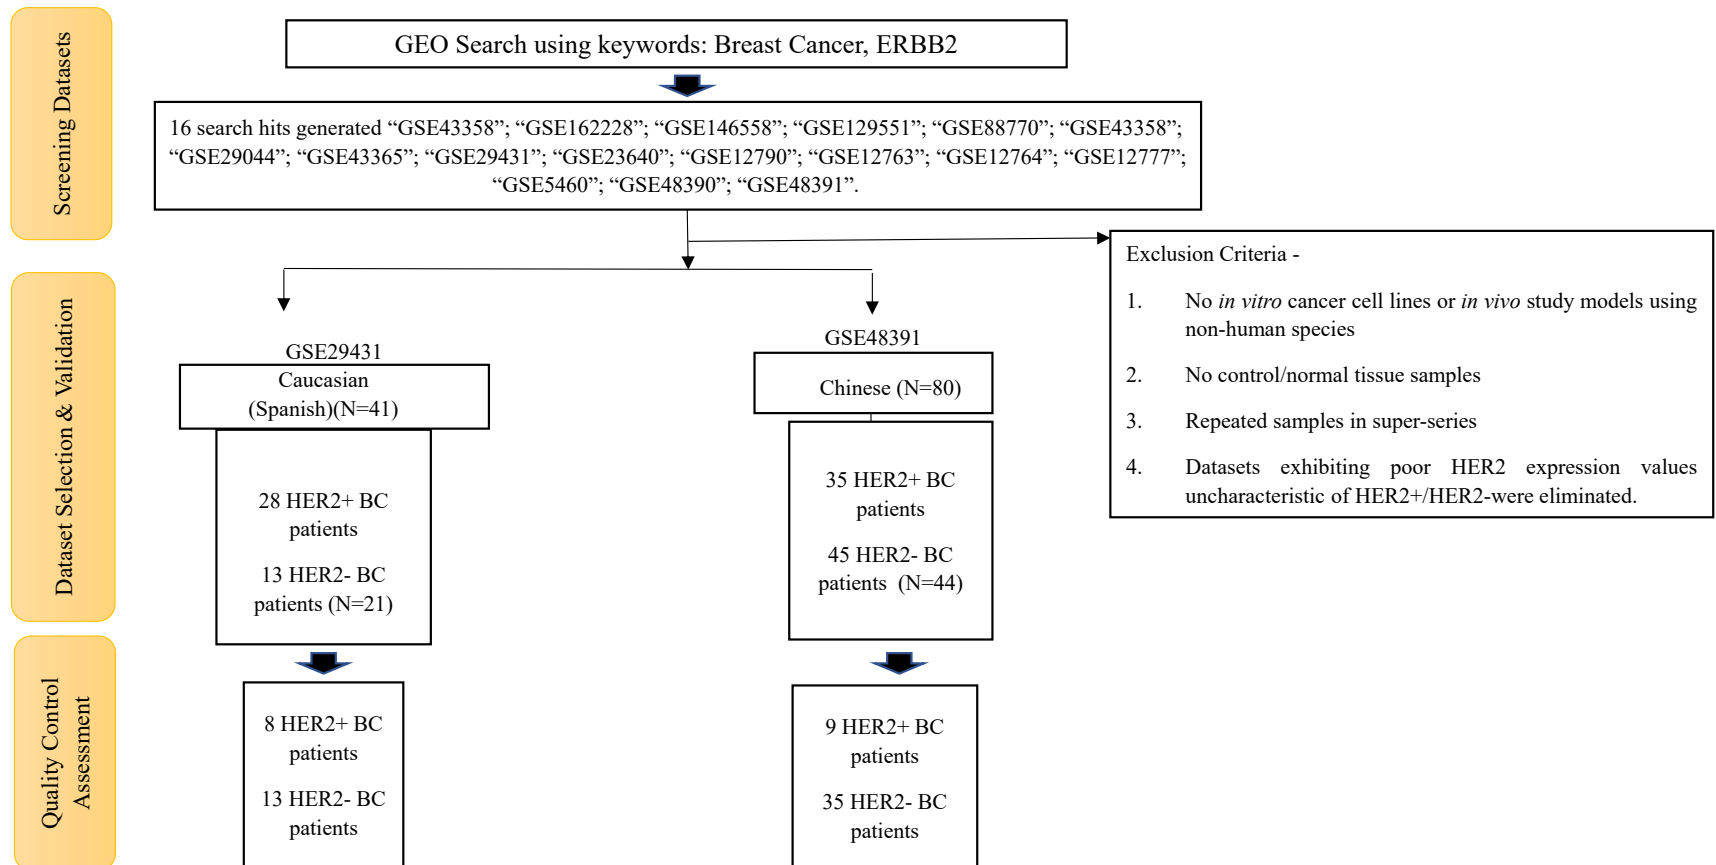 Screening Datasets
GEO Search using keywords: Breast Cancer, ERBB2
16 search hits generated “GSE43358”; “GSE162228”; “GSE146558”; “GSE129551”; “GSE88770”; “GSE43358”;
“GSE29044”; “GSE43365”; “GSE29431”; “GSE23640”; “GSE12790”; “GSE12763”; “GSE12764”; “GSE12777”;
“GSE5460”; “GSE48390”; “GSE48391”.
Exclusion Criteria -
1. No in vitro cancer cell lines or in vivo study models using
non-human species
2. No control/normal tissue samples
3. Repeated samples in super-series
4. Datasets exhibiting poor HER2 expression values
uncharacteristic of HER2+/HER2-were eliminated.
Dataset Selection & Validation
GSE29431
Caucasian
(Spanish)(N=41)
28 HER2+ BC
patients
13 HER2- BC
patients (N=21)
GSE48391
Chinese (N=80)
35 HER2+ BC
patients
45 HER2- BC
patients (N=44)
Quality Control
Assessment
8 HER2+ BC
patients
13 HER2- BC
patients
9 HER2+ BC
patients
35 HER2- BC
patients